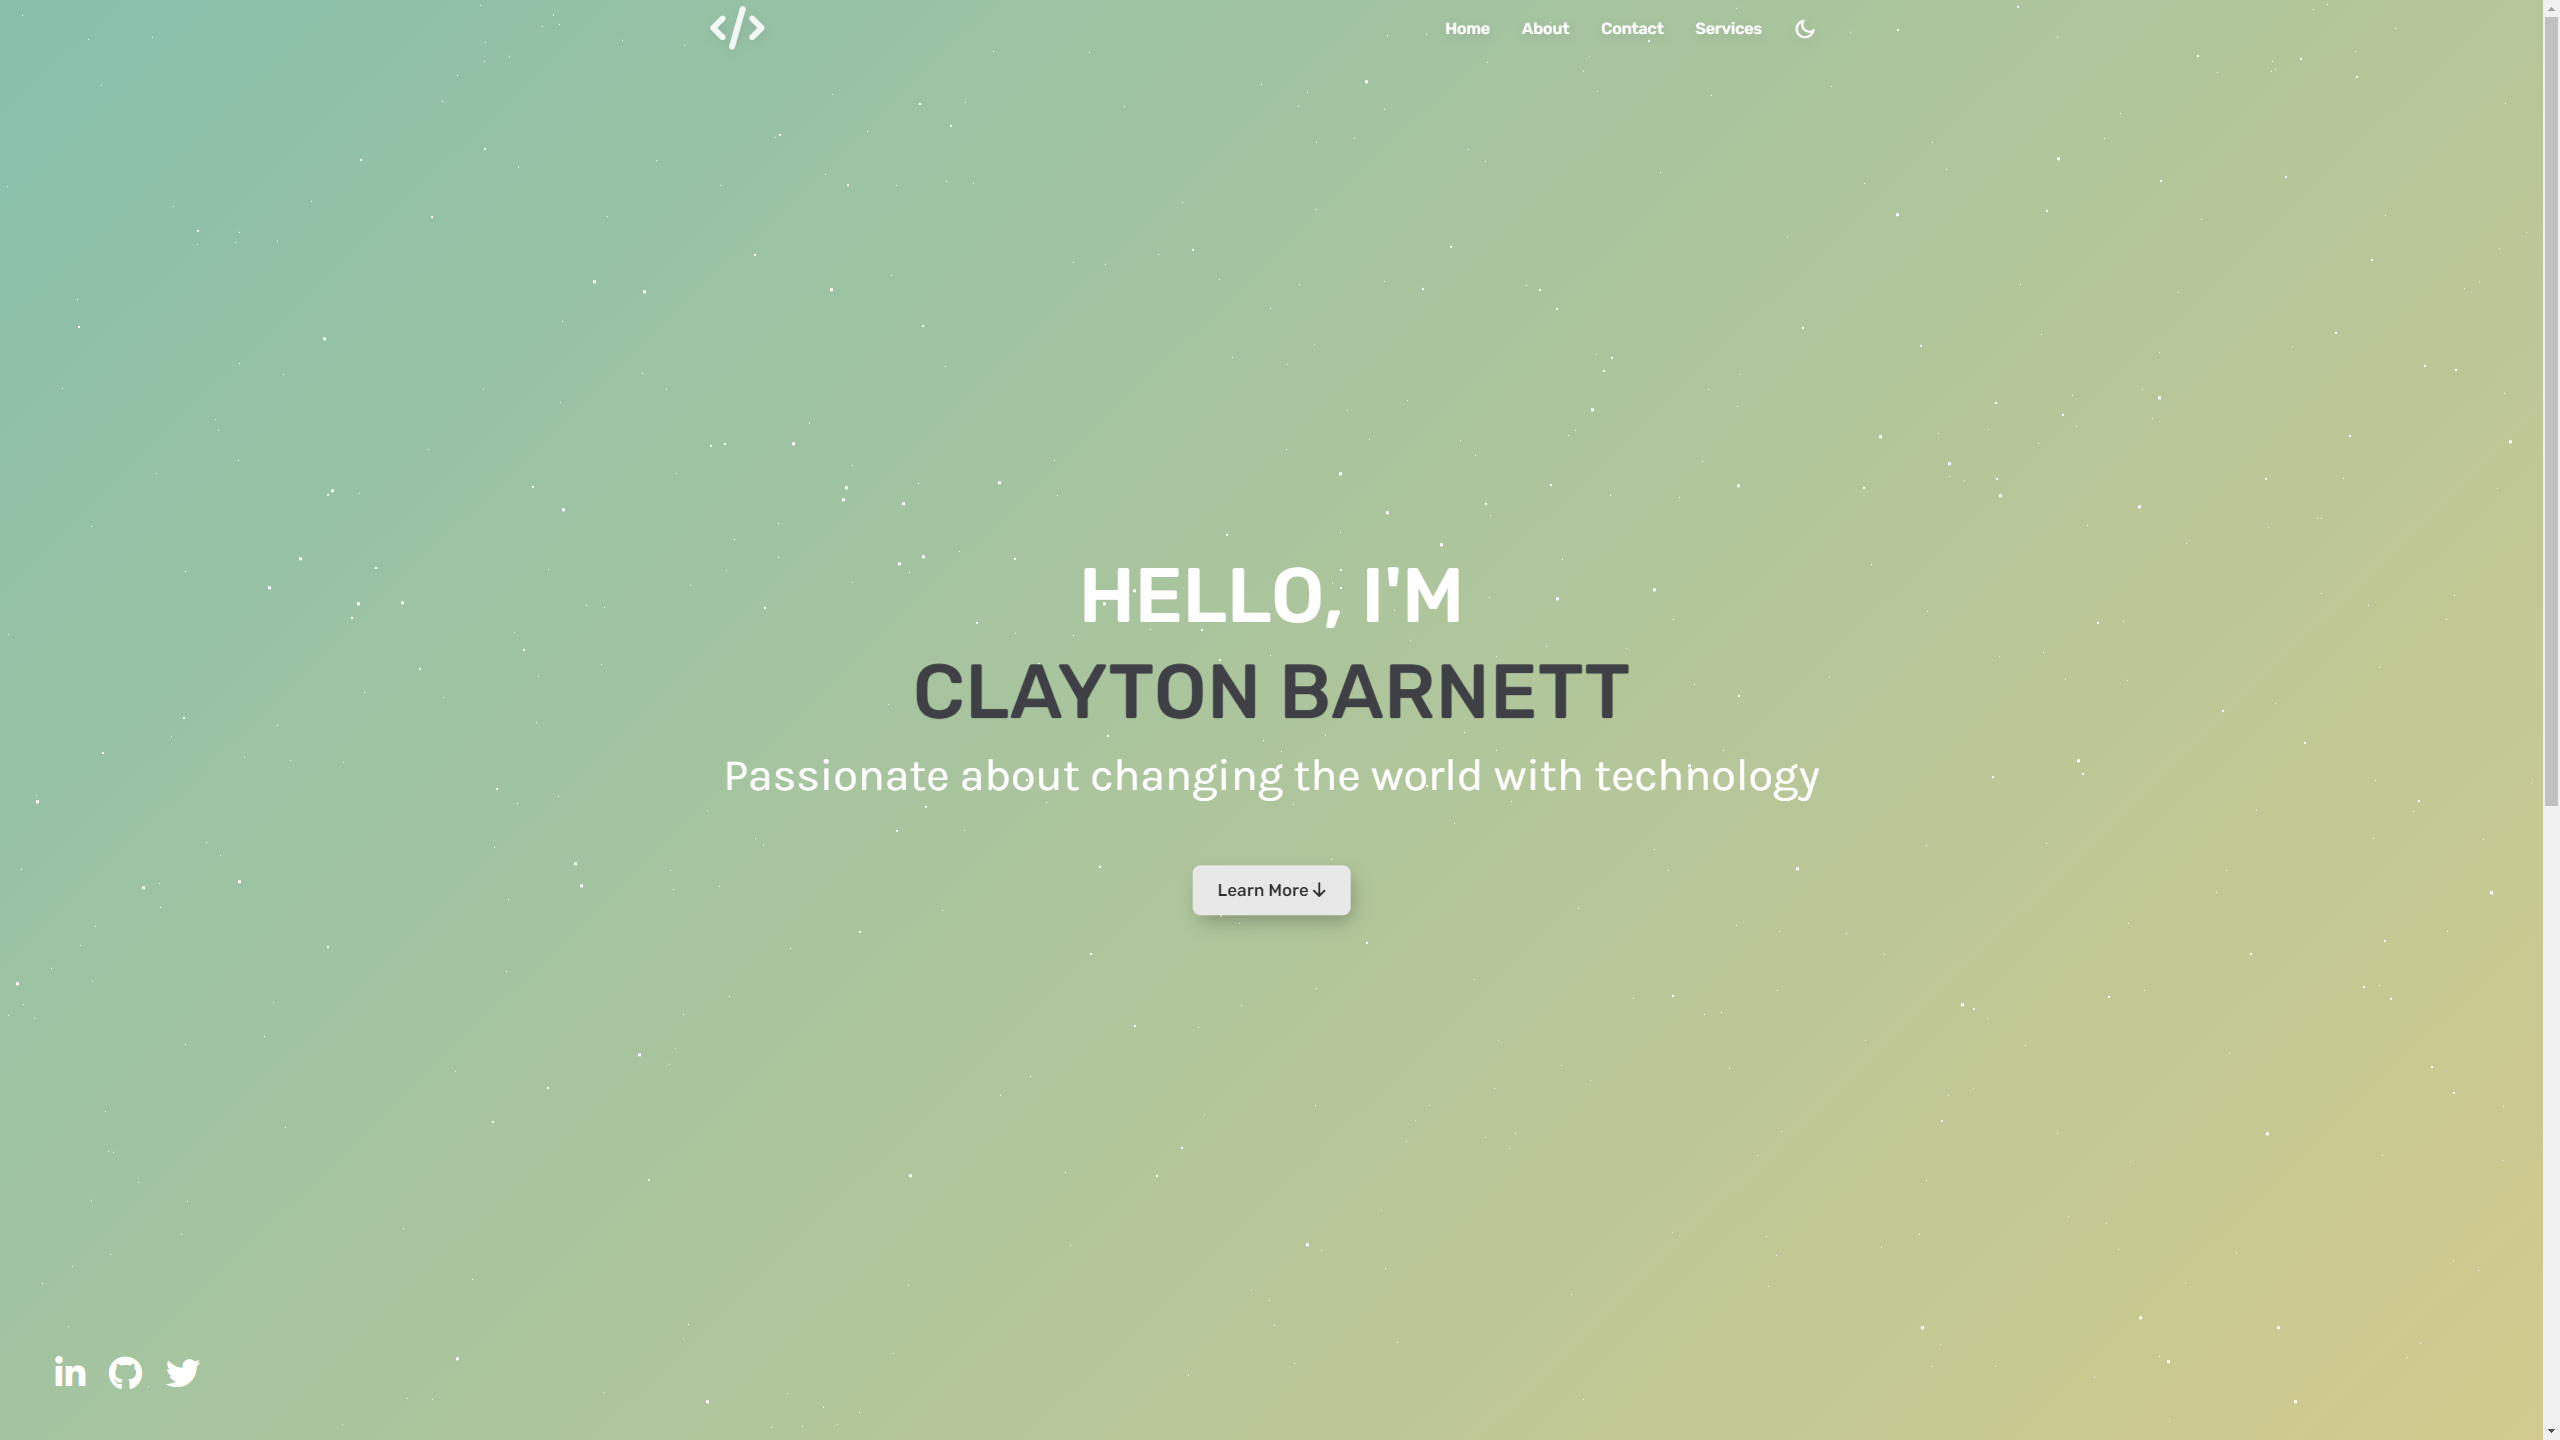 </>
Home About Contact Services
HELLO, I'M
CLAYTON BARNETT
Passionate about changing the world with technology
Learn More ↓
in